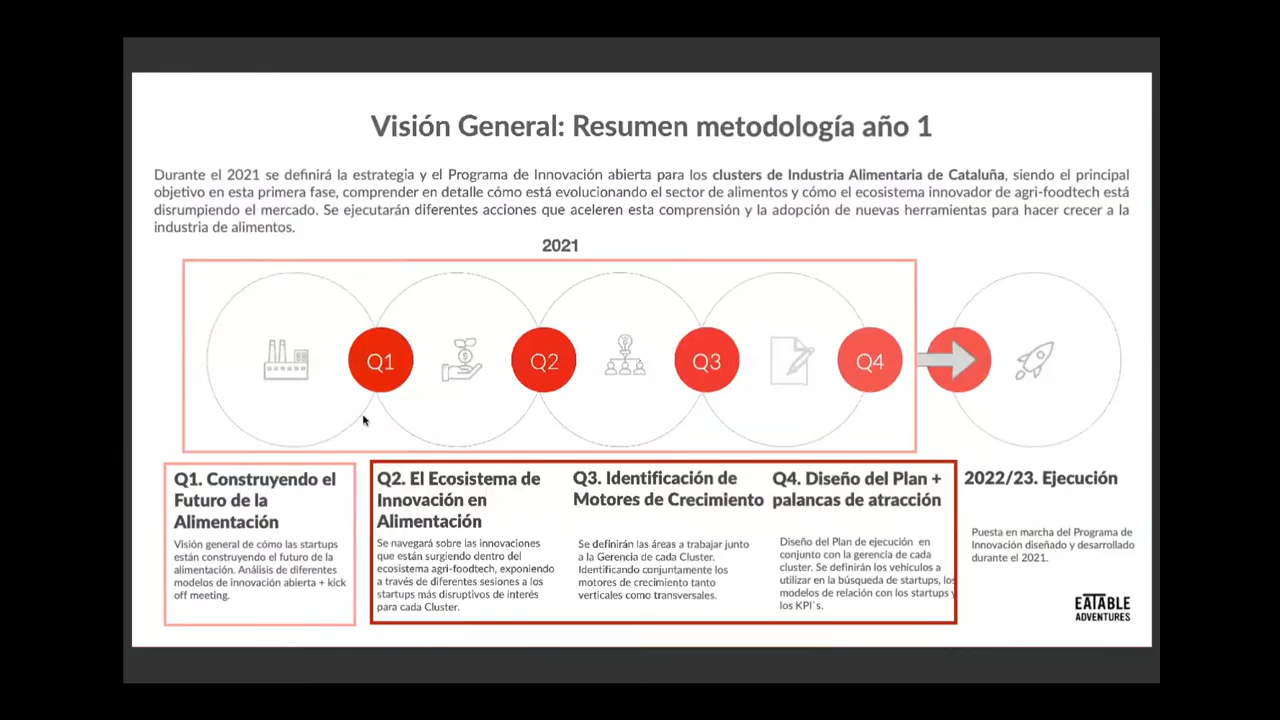 Visión General: Resumen metodología año 1
Durante el 2021 se definirá la estrategia y el Programa de Innovación abierta para los clusters de Industria Alimentaria de Cataluña, siendo el principal
objetivo en esta primera fase, comprender en detalle cómo está evolucionando el sector de alimentos y cómo el ecosistema innovador de agri-foodtech está
disrumpiendo el mercado. Se ejecutarán diferentes acciones que aceleren esta comprensión y la adopción de nuevas herramientas para hacer crecer a la
industria de alimentos.
2021
Q1
Q2
Q3
Q4
Q1. Construyendo el
Futuro de la
Alimentación
Visión general de cómo las startups
están construyendo el futuro de la
alimentación. Análisis de diferentes
modelos de innovación abierta + kick
off meeting.
Q2. El Ecosistema de
Innovación en
Alimentación
Se navegará sobre las innovaciones
que están surgiendo dentro del
ecosistema agri-foodtech, exponiendo
a través de diferentes sesiones a los
startups más disruptivos de interés
para cada Cluster.
Q3. Identificación de
Motores de Crecimiento
Se definirán las áreas a trabajar junto
a la Gerencia de cada Cluster.
Identificando conjuntamente los
motores de crecimiento tanto
verticales como transversales.
Q4. Diseño del Plan +
palancas de atracción
Diseño del Plan de ejecución en
conjunto con la gerencia de cada
cluster. Se definirán los vehículos a
utilizar en la búsqueda de startups, los
modelos de relación con los startups y
los KPI`s.
2022/23. Ejecución
Puesta en marcha del Programa de
Innovación diseñado y desarrollado
durante el 2021.
EATABLE
ADVENTURES